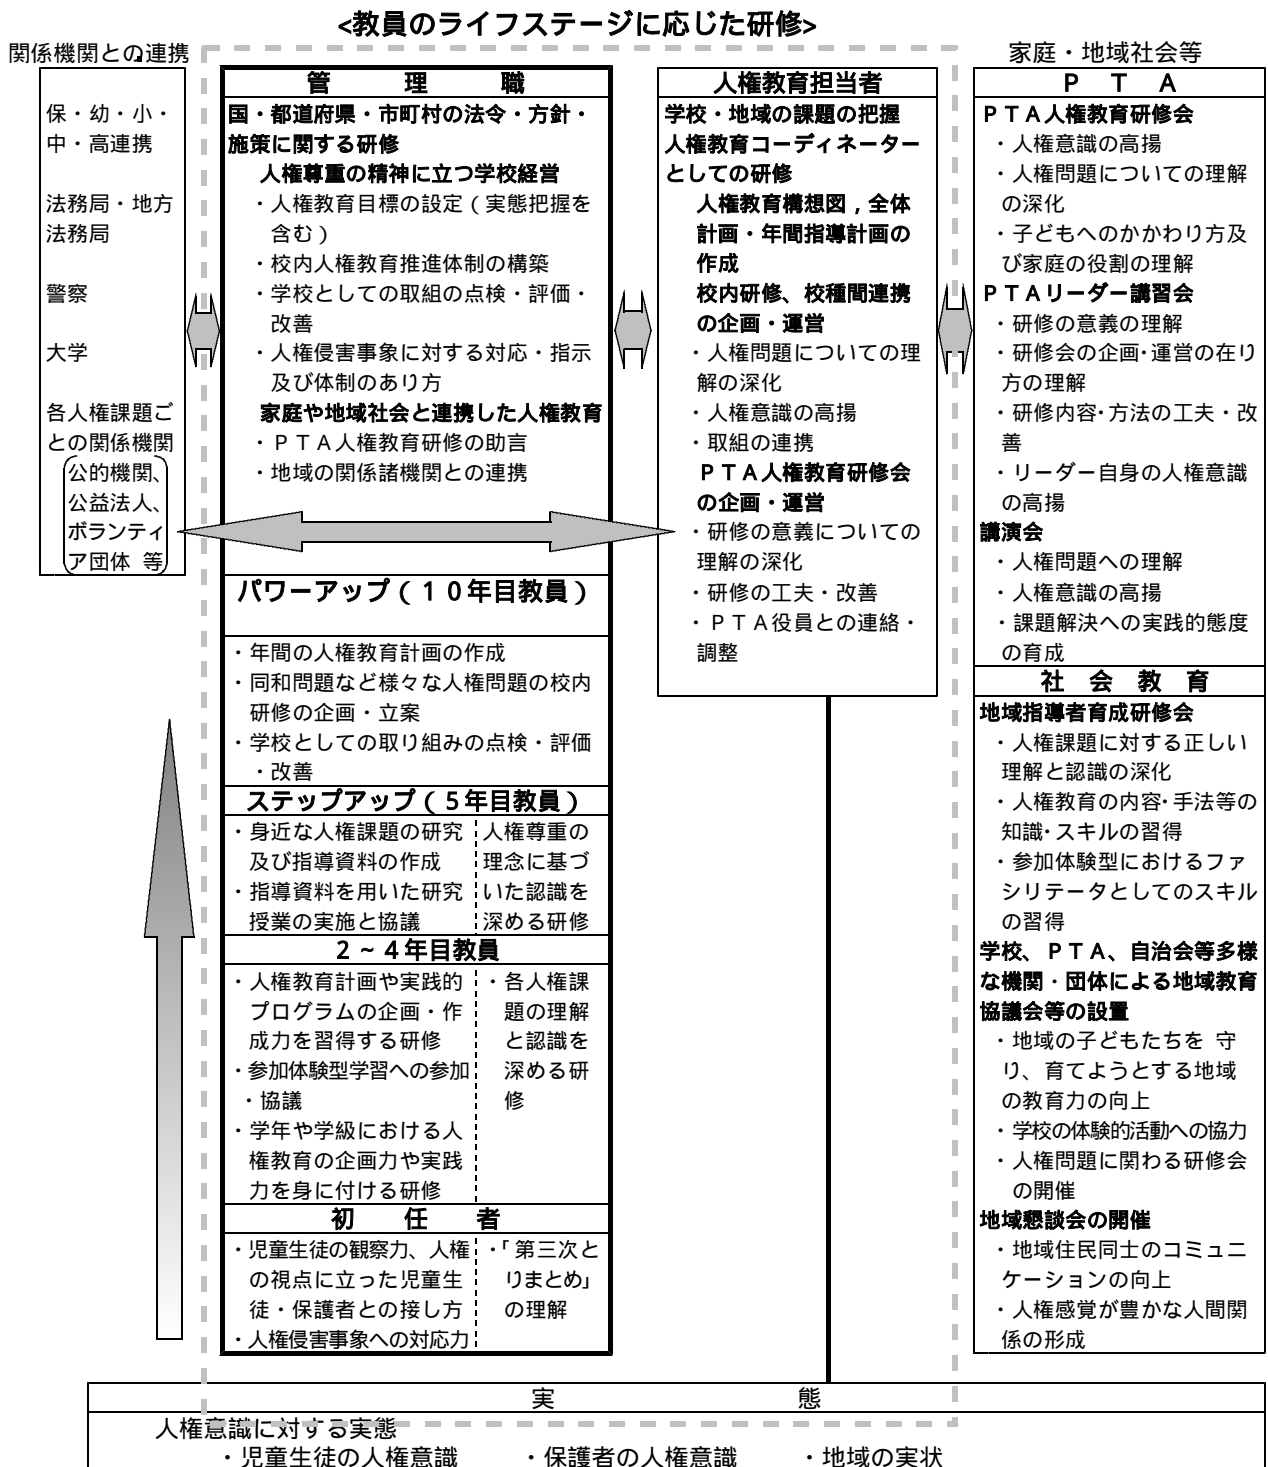 <教員のライフステージに応じた研修>
関係機関との連携
保・幼・小・
中・高連携
法務局・地方
法務局
警察
大学
各人権課題ご
との関係機関
公的機関、
公益法人、
ボランティ
ア団体 等
管 理 職
国・都道府県・市町村の法令・方針・
施策に関する研修
人権尊重の精神に立つ学校経営
・人権教育目標の設定（実態把握を
含む）
・校内人権教育推進体制の構築
・学校としての取組の点検・評価・
改善
・人権侵害事象に対する対応・指示
及び体制のあり方
家庭や地域社会と連携した人権教育
・ＰＴＡ人権教育研修の助言
・地域の関係諸機関との連携
パワーアップ（１０年目教員）
・年間の人権教育計画の作成
・同和問題など様々な人権問題の校内
研修の企画・立案
・学校としての取り組みの点検・評価
・改善
ステップアップ（５年目教員）
・身近な人権課題の研究
及び指導資料の作成
・指導資料を用いた研究
授業の実施と協議
人権尊重の
理念に基づ
いた認識を
深める研修
２~４年目教員
・人権教育計画や実践的
プログラムの企画・作
成力を習得する研修
・参加体験型学習への参加
・協議
・学年や学級における人
権教育の企画力や実践
力を身に付ける研修
・各人権課
題の理解
と認識を
深める研
修
初 任 者
・児童生徒の観察力、人権
の視点に立った児童生
徒・保護者との接し方
・人権侵害事象への対応力
・「第三次と
りまとめ」
の理解
人権教育担当者
学校・地域の課題の把握
人権教育コーディネーター
としての研修
人権教育構想図，全体
計画・年間指導計画の
作成
校内研修、校種間連携
の企画・運営
・人権問題についての理
解の深化
・人権意識の高揚
・取組の連携
ＰＴＡ人権教育研修会
の企画・運営
・研修の意義についての
理解の深化
・研修の工夫・改善
・ＰＴＡ役員との連絡・
調整
家庭・地域社会等
Ｐ Ｔ Ａ
ＰＴＡ人権教育研修会
・人権意識の高揚
・人権問題についての理解
の深化
・子どもへのかかわり方及
び家庭の役割の理解
ＰＴＡリーダー講習会
・研修の意義の理解
・研修会の企画・運営の在り
方の理解
・研修内容・方法の工夫・改
善
・リーダー自身の人権意識
の高揚
講演会
・人権問題への理解
・人権意識の高揚
・課題解決への実践的態度
の育成
社 会 教 育
地域指導者育成研修会
・人権課題に対する正しい
理解と認識の深化
・人権教育の内容・手法等の
知識・スキルの習得
・参加体験型におけるファ
シリテータとしてのスキル
の習得
学校、ＰＴＡ、自治会等多様
な機関・団体による地域教育
協議会等の設置
・地域の子どもたちを 守
り、育てようとする地域
の教育力の向上
・学校の体験的活動への協力
・人権問題に関わる研修会
の開催
地域懇談会の開催
・地域住民同士のコミュニ
ケーションの向上
・人権感覚が豊かな人間関
係の形成
実 態
人権意識に対する実態
・児童生徒の人権意識 ・保護者の人権意識 ・地域の実状